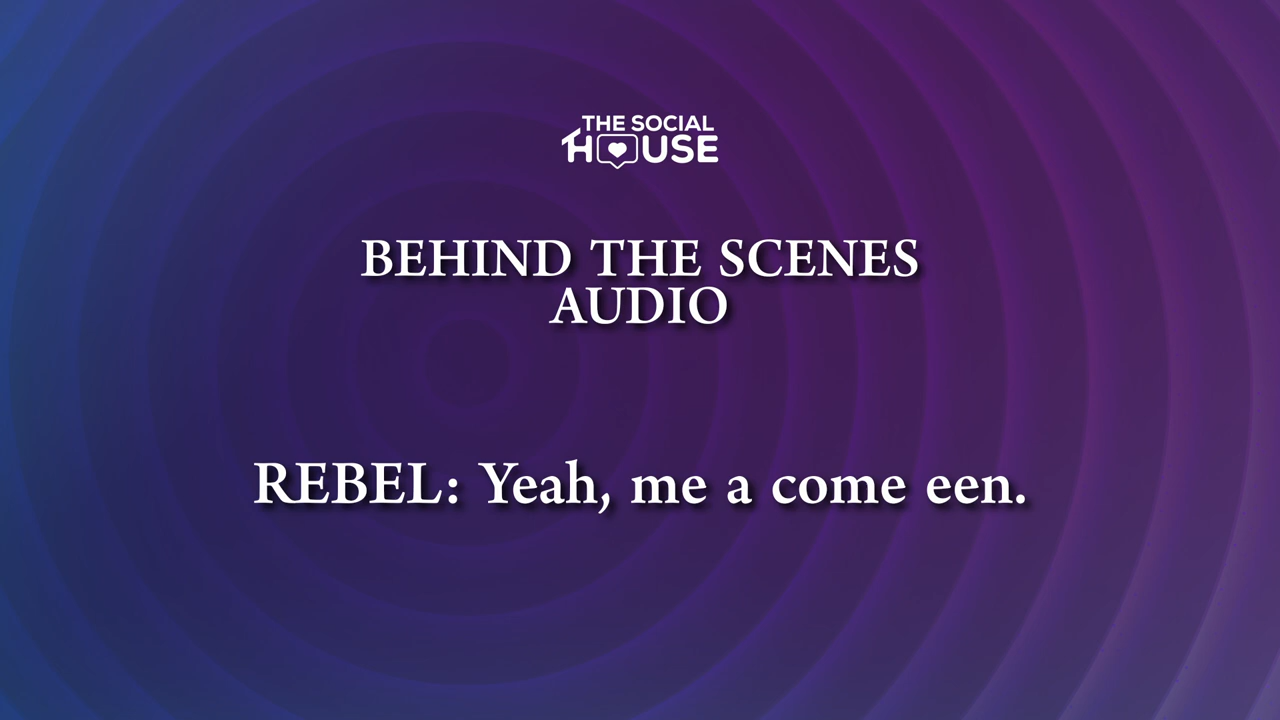 THE SOCIAL
HOUSE
BEHIND THE SCENES
AUDIO
REBEL: Yeah, me a come een.